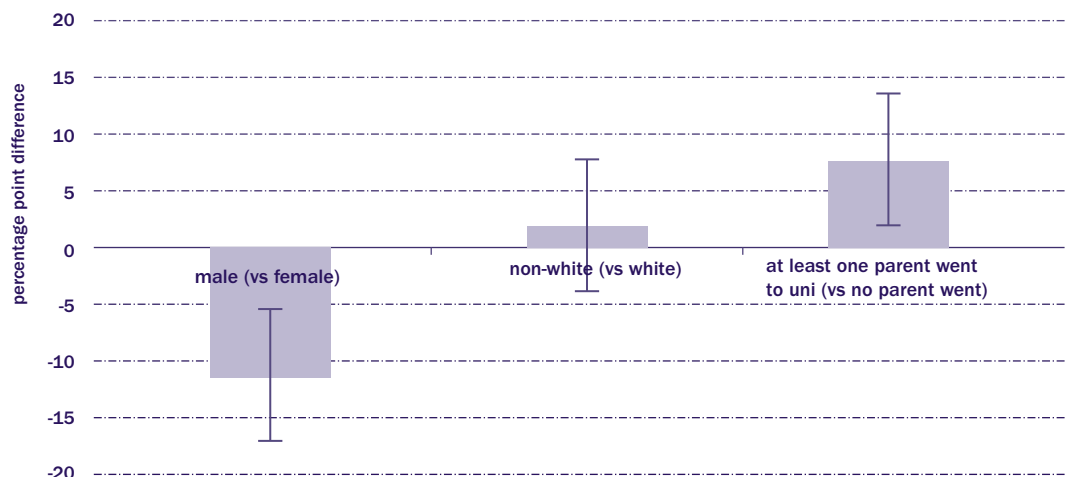 percentage point difference
20
15
10
5
0
-5
-10
-15
-20
male (vs female)
non-white (vs white)
at least one parent went
to uni (vs no parent went)